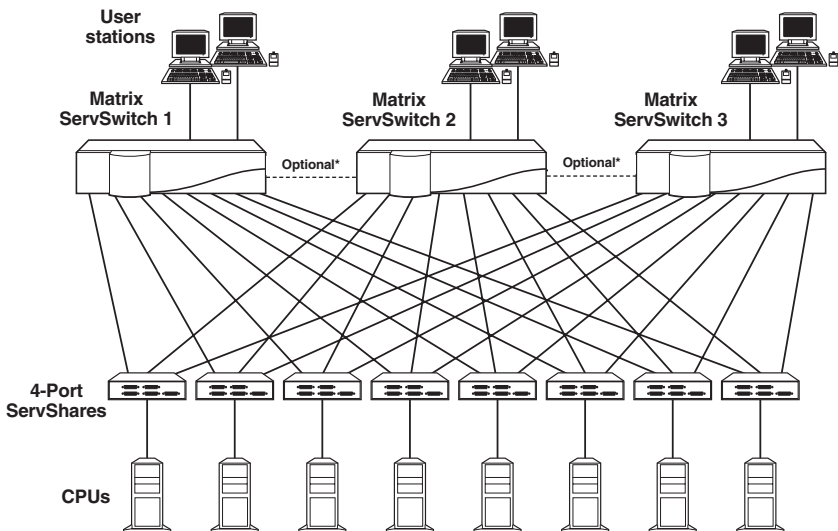 User
stations
Matrix
ServSwitch 1
Matrix
ServSwitch 2
Matrix
ServSwitch 3
Optional*
Optional*
4-Port
ServShares
CPUs